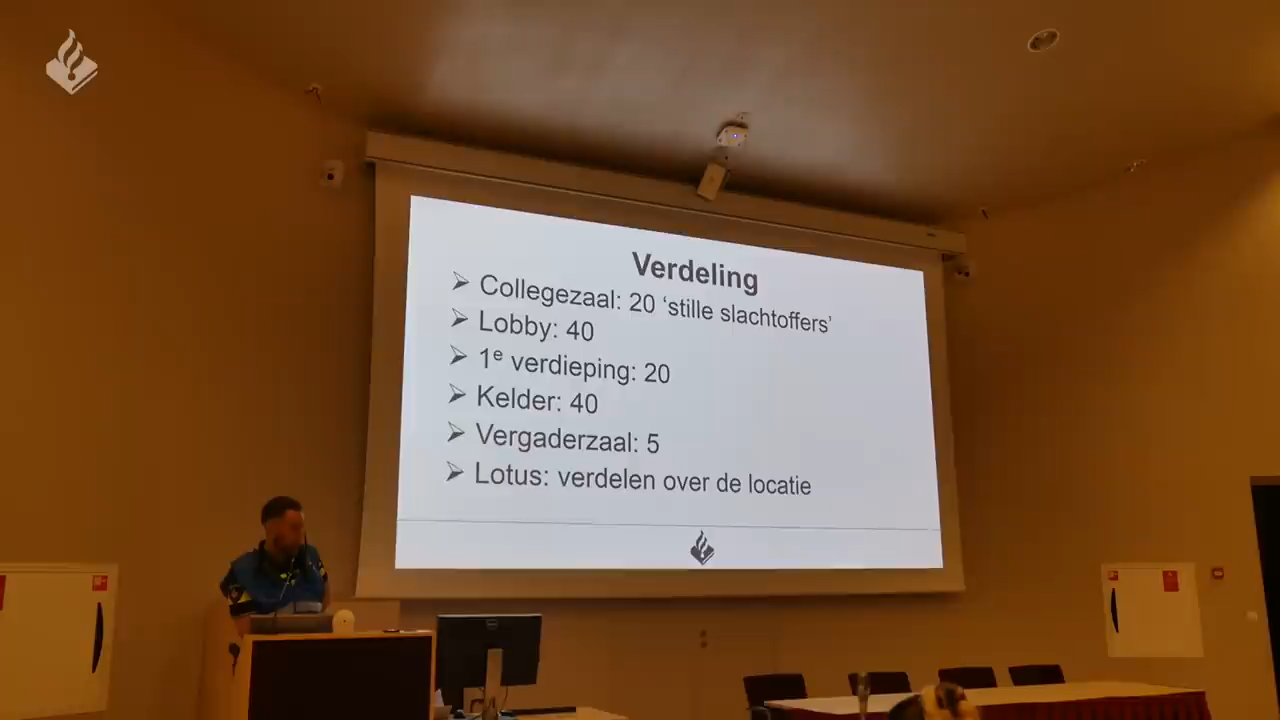 Verdeling
➢ Collegezaal: 20 ‘stille slachtoffers’
➢ Lobby: 40
➢ 1e verdieping: 20
➢ Kelder: 40
➢ Vergaderzaal: 5
➢ Lotus: verdelen over de locatie